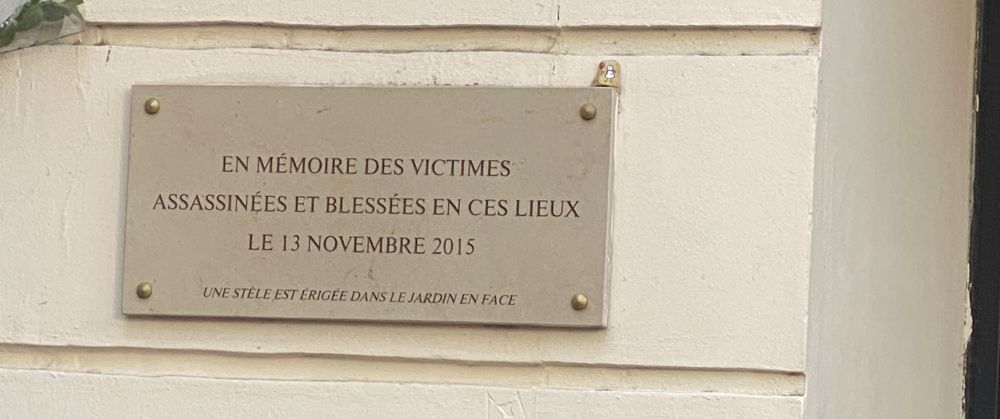 EN MÉMOIRE DES VICTIMES
ASSASSINÉES ET BLESSÉES EN CES LIEUX
LE 13 NOVEMBRE 2015
UNE STÈLE EST ÉRIGÉE DANS LE JARDIN EN FACE